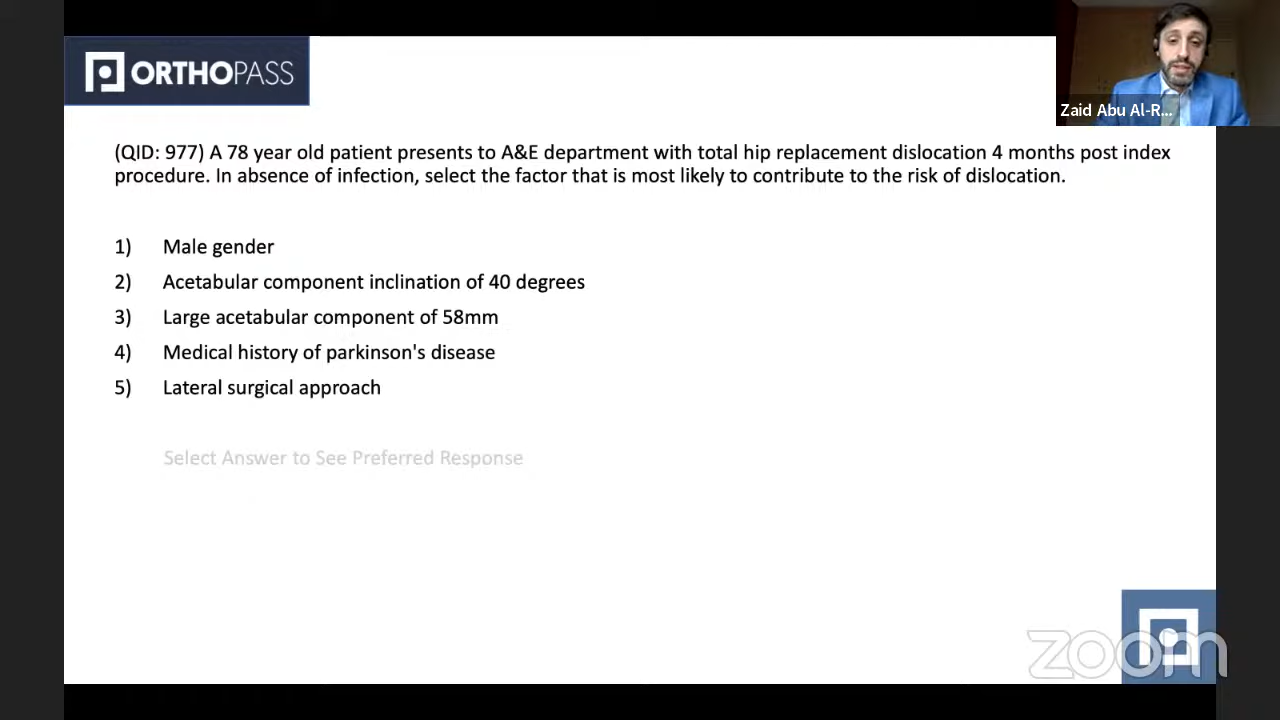 ORTHOPASS
Zaid Abu Al-R...
(QID: 977) A 78 year old patient presents to A&E department with total hip replacement dislocation 4 months post index
procedure. In absence of infection, select the factor that is most likely to contribute to the risk of dislocation.
1) Male gender
2) Acetabular component inclination of 40 degrees
3) Large acetabular component of 58mm
4) Medical history of parkinson's disease
5) Lateral surgical approach
Select Answer to See Preferred Response
zoom